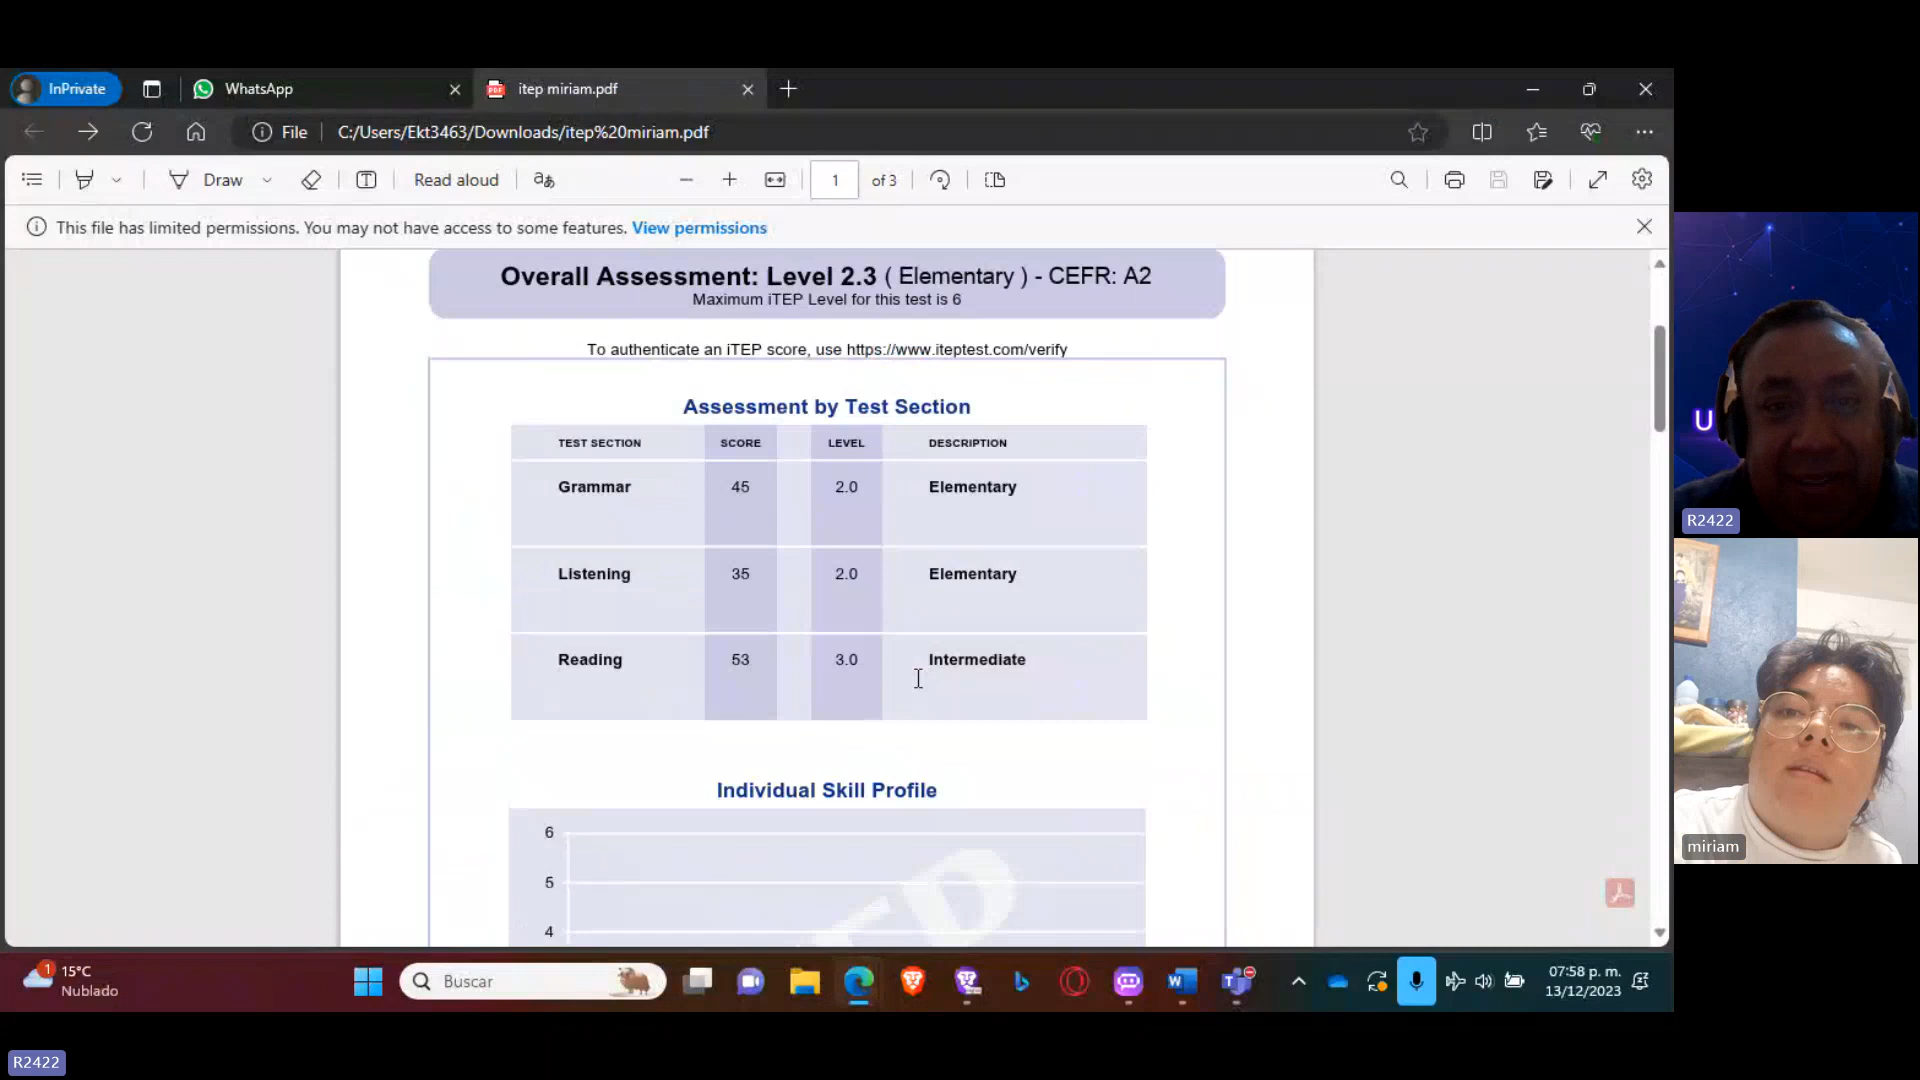 InPrivate
WhatsApp
itep miriam.pdf
File
C:/Users/Ekt3463/Downloads/itep%20miriam.pdf
Draw
Read aloud
1
of 3
This file has limited permissions. You may not have access to some features. View permissions
Overall Assessment: Level 2.3 ( Elementary ) - CEFR: A2
Maximum iTEP Level for this test is 6
To authenticate an iTEP score, use https://www.iteptest.com/verify
Assessment by Test Section
TEST SECTION SCORE LEVEL DESCRIPTION
Grammar 45 2.0 Elementary
Listening 35 2.0 Elementary
Reading 53 3.0 Intermediate
Individual Skill Profile
6
5
4
U
R2422
miriam
1
15°C
Nublado
Buscar
07:58 p. m.
13/12/2023
R2422